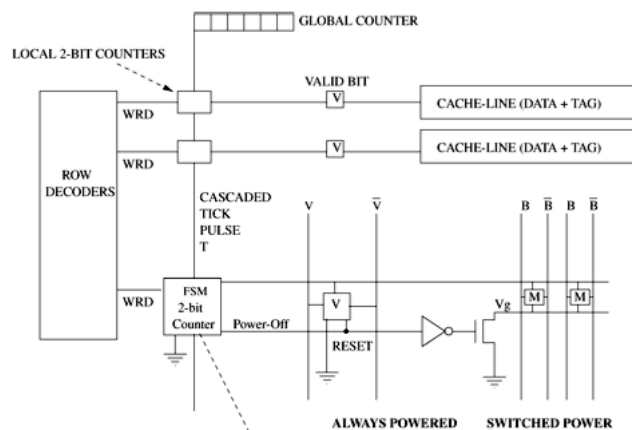 GLOBAL COUNTER
LOCAL 2-BIT COUNTERS
VALID BIT
V
CACHE-LINE (DATA + TAG)
WRD
V
CACHE-LINE (DATA + TAG)
WRD
ROW
DECODERS
CASCADED
TICK
PULSE
T
V
V̅
B
B̅
B
B̅
FSM
2-bit
Counter
WRD
V
M
M
Vg
Power-Off
RESET
ALWAYS POWERED
SWITCHED POWER